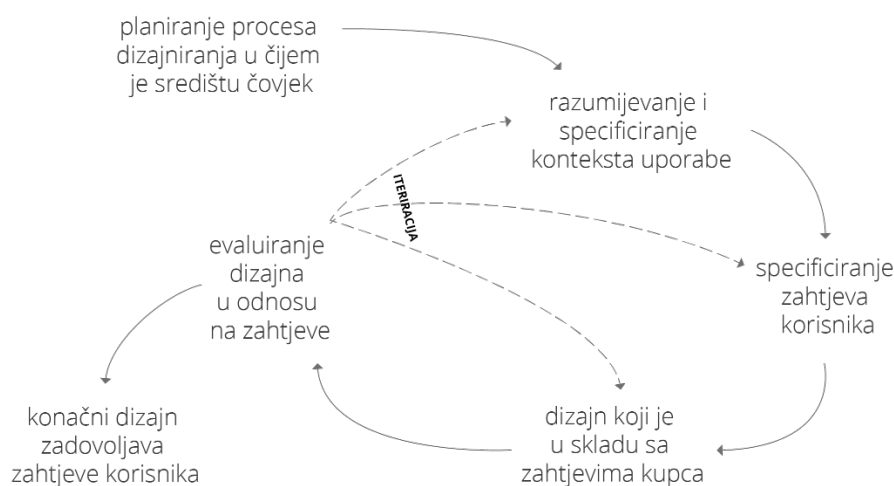 planiranje procesa
dizajniranja u čijem
je središtu čovjek
razumijevanje i
specificiranje
konteksta uporabe
ITERIRACIJA
evaluiranje
dizajna
u odnosu
na zahtjeve
specificiranje
zahtjeva
korisnika
konačni dizajn
zadovoljava
zahtjeve korisnika
dizajn koji je
u skladu sa
zahtjevima kupca